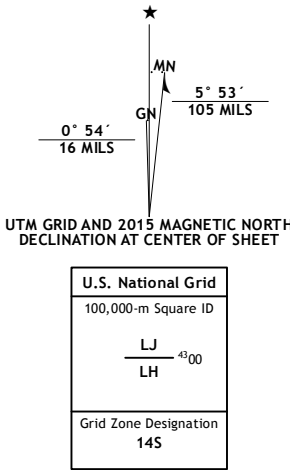 ★
MN
GN
5° 53´
105 MILS
0° 54´
16 MILS
UTM GRID AND 2015 MAGNETIC NORTH
DECLINATION AT CENTER OF SHEET
U.S. National Grid
100,000-m Square ID
LJ
4300
LH
Grid Zone Designation
14S